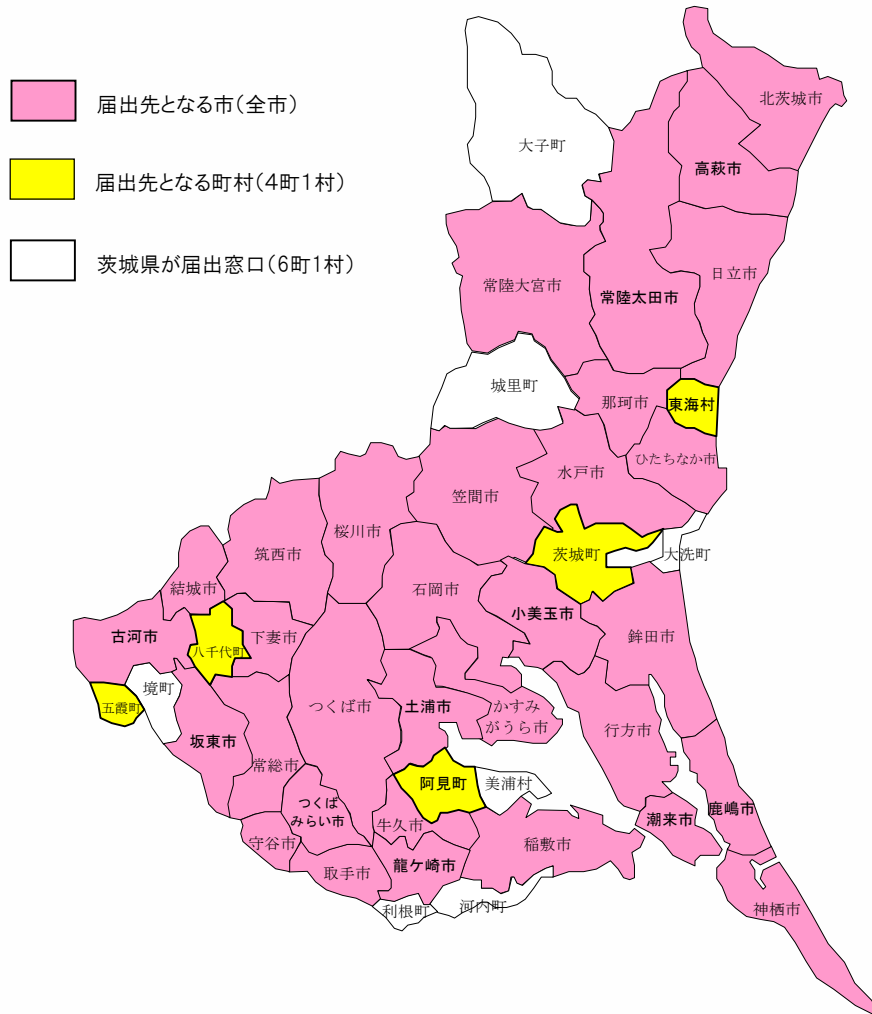 届出先となる市(全市)
届出先となる町村(4町1村)
茨城県が届出窓口(6町1村)
北茨城市
大子町
高萩市
日立市
常陸大宮市
常陸太田市
城里町
那珂市
東海村
ひたちなか市
水戸市
笠間市
桜川市
筑西市
茨城町
大洗町
結城市
石岡市
小美玉市
古河市
下妻市
鉾田市
八千代町
境町
五霞町
つくば市
土浦市
かすみ
がうら市
行方市
坂東市
常総市
阿見町
美浦村
つくば
みらい市
牛久市
潮来市
鹿嶋市
守谷市
稲敷市
取手市
龍ケ崎市
利根町
河内町
神栖市